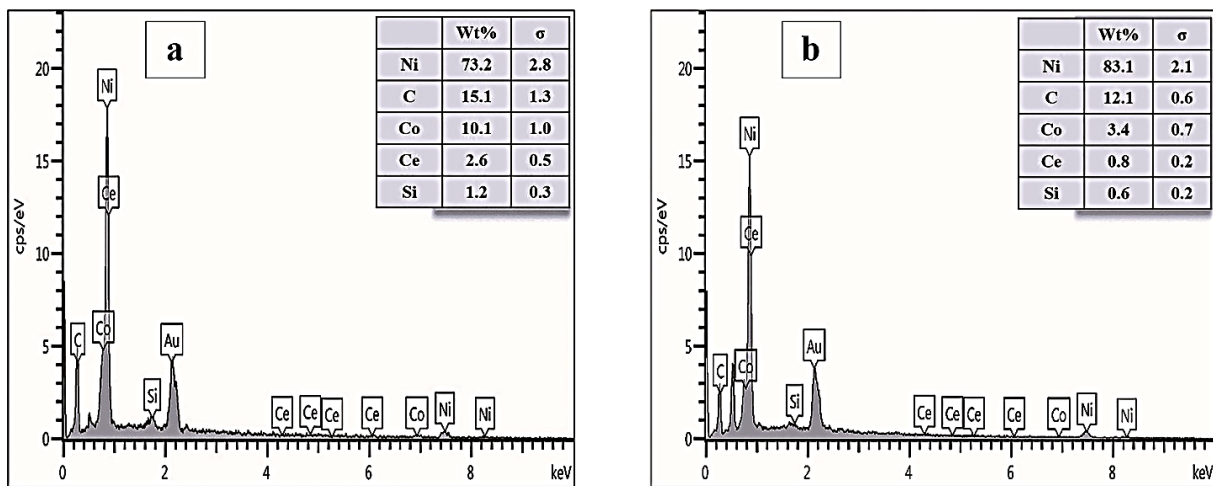 a
Wt% σ
Ni 73.2 2.8
C 15.1 1.3
Co 10.1 1.0
Ce 2.6 0.5
Si 1.2 0.3
20
15
10
5
0
cps/eV
Ni
Ce
Co
C
Si
Au
Ce
Ce
Ce
Ce
Co
Ni
Ni
0 2 4 6 8 keV
b
Wt% σ
Ni 83.1 2.1
C 12.1 0.6
Co 3.4 0.7
Ce 0.8 0.2
Si 0.6 0.2
20
15
10
5
0
cps/eV
Ni
Ce
Co
C
Si
Au
Ce
Ce
Ce
Ce
Co
Ni
Ni
0 2 4 6 8 keV